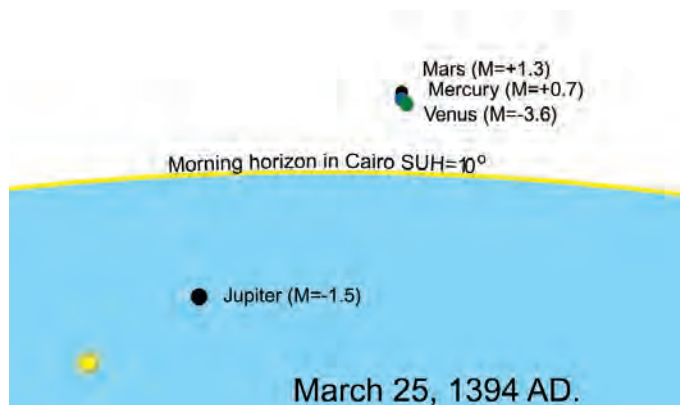 Mars (M=+1.3)
Mercury (M=+0.7)
Venus (M=-3.6)
Morning horizon in Cairo SUH=10°
Jupiter (M=-1.5)
March 25, 1394 AD.